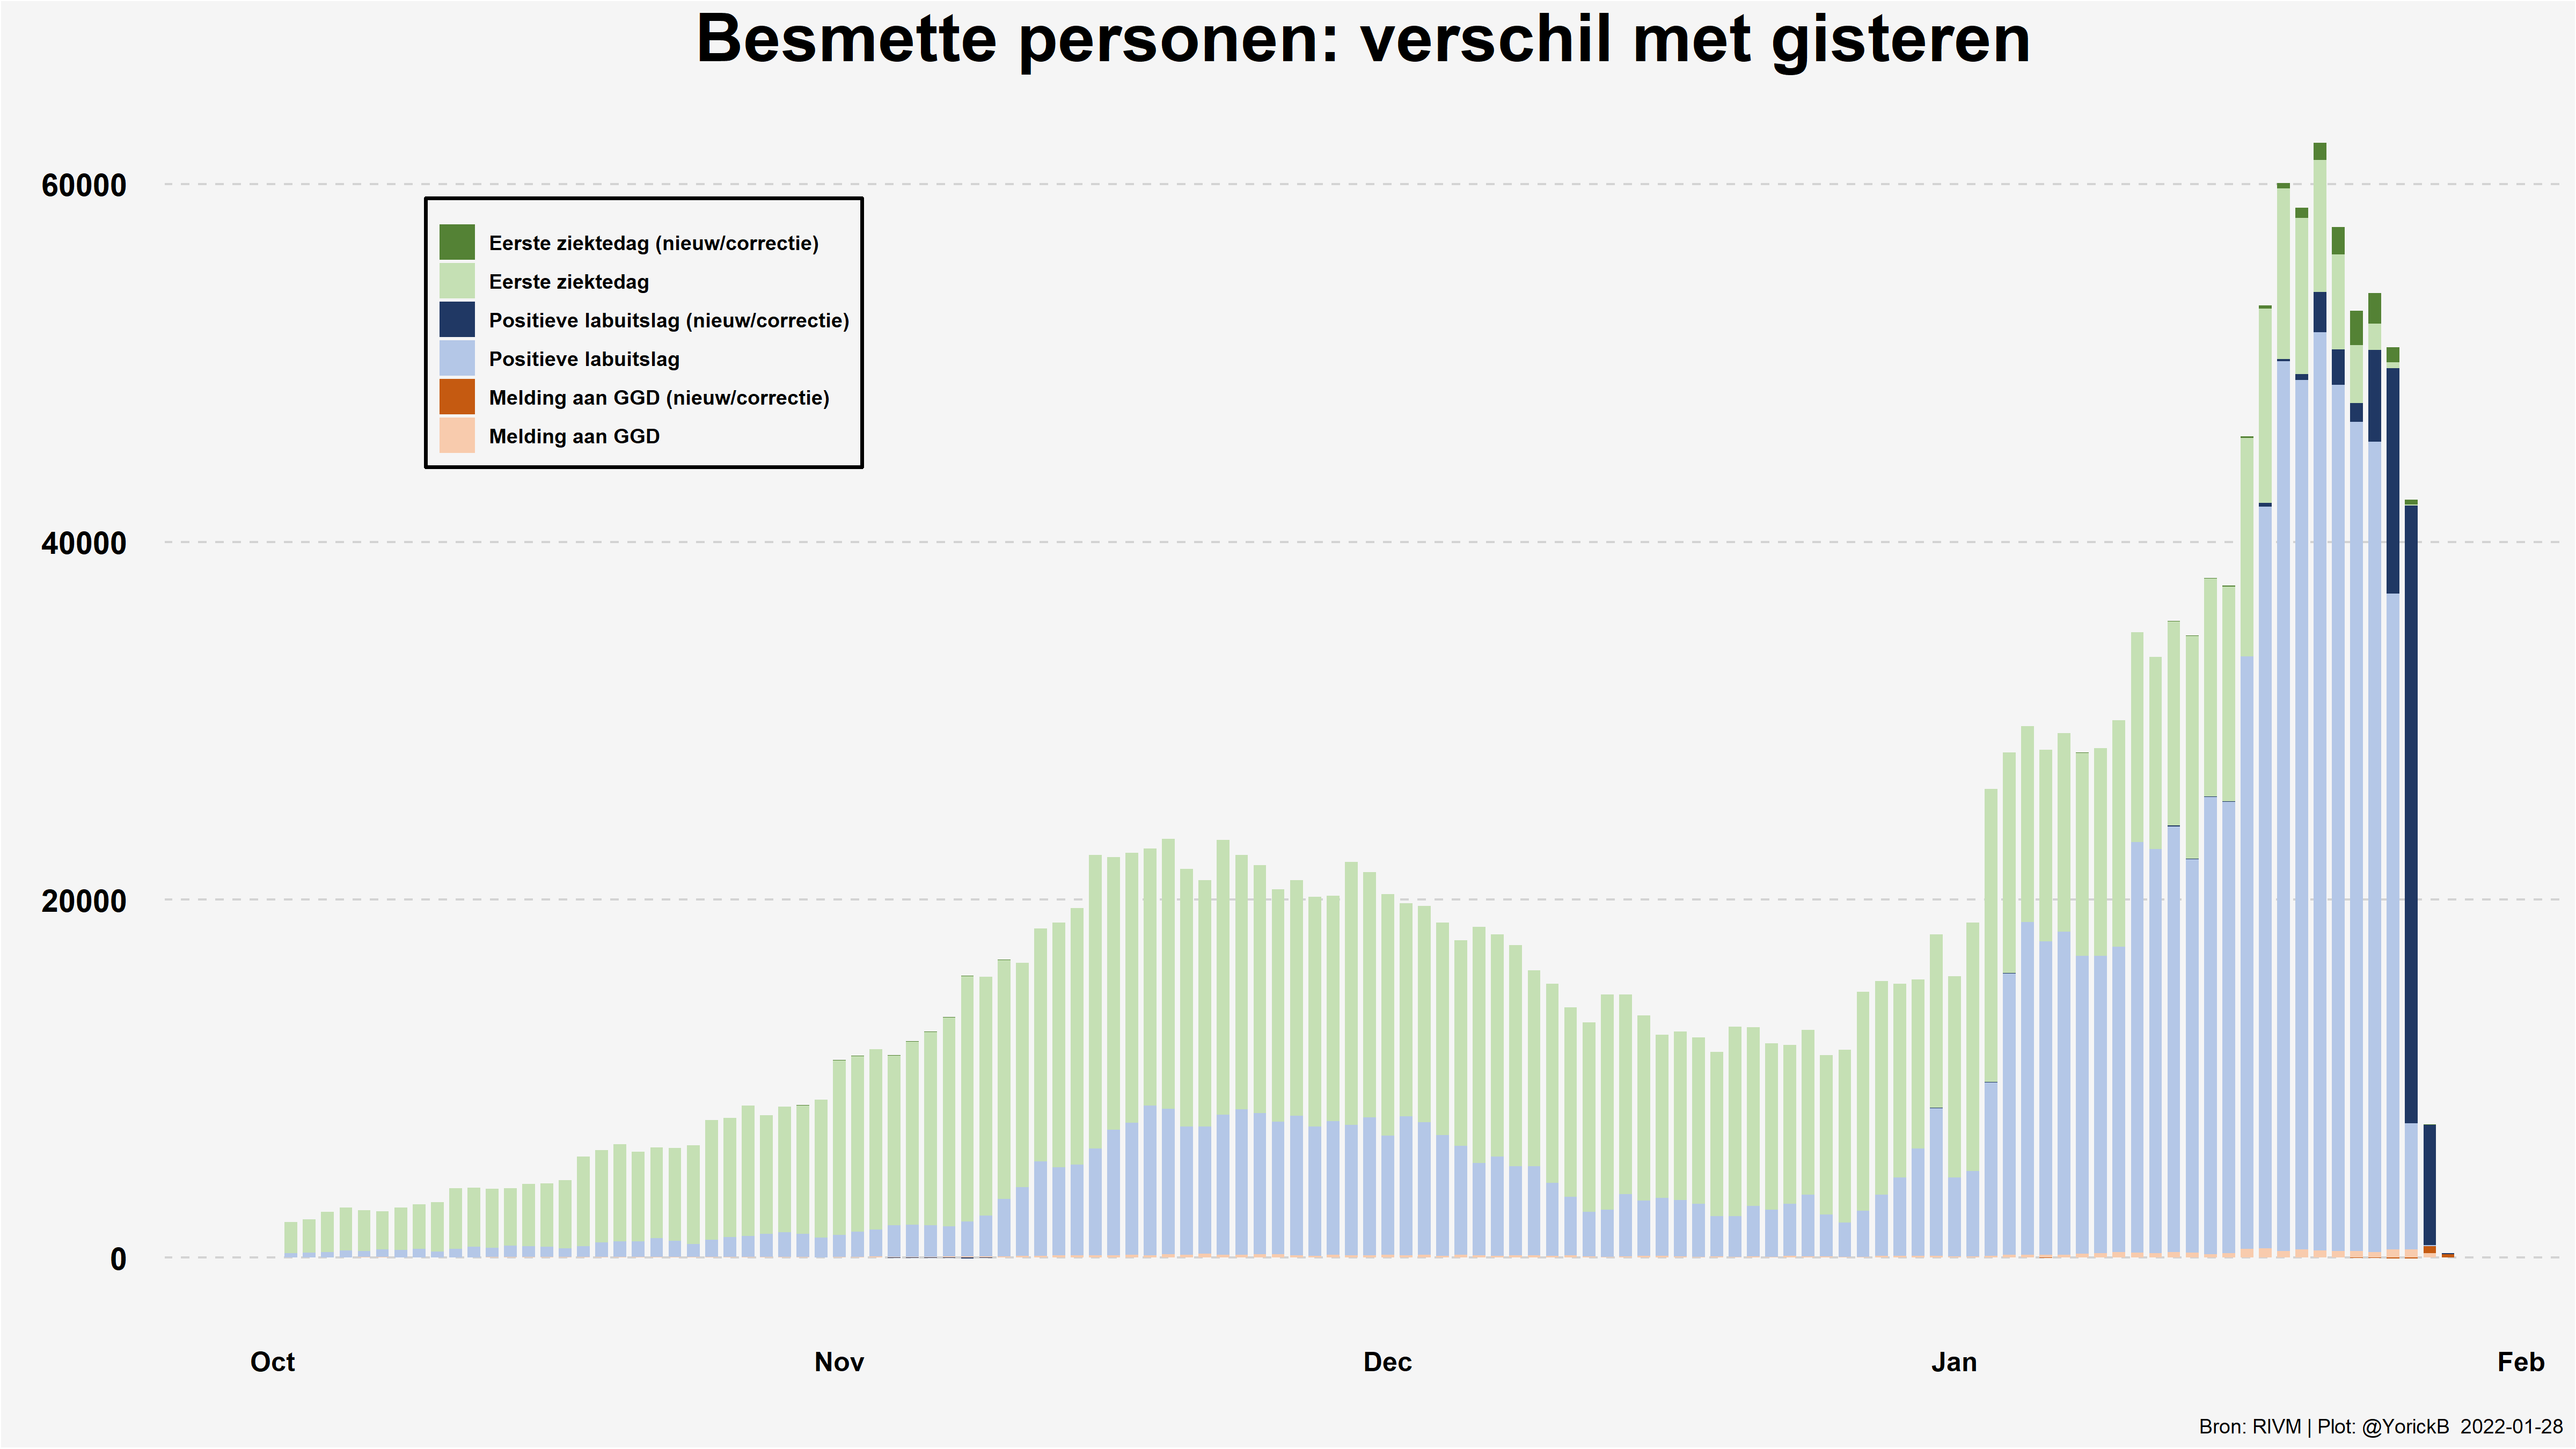 Besmette personen: verschil met gisteren
60000
40000
20000
0
Eerste ziektedag (nieuw/correctie)
Eerste ziektedag
Positieve labuitslag (nieuw/correctie)
Positieve labuitslag
Melding aan GGD (nieuw/correctie)
Melding aan GGD
Oct Nov Dec Jan Feb
Bron: RIVM | Plot: @YorickB 2022-01-28